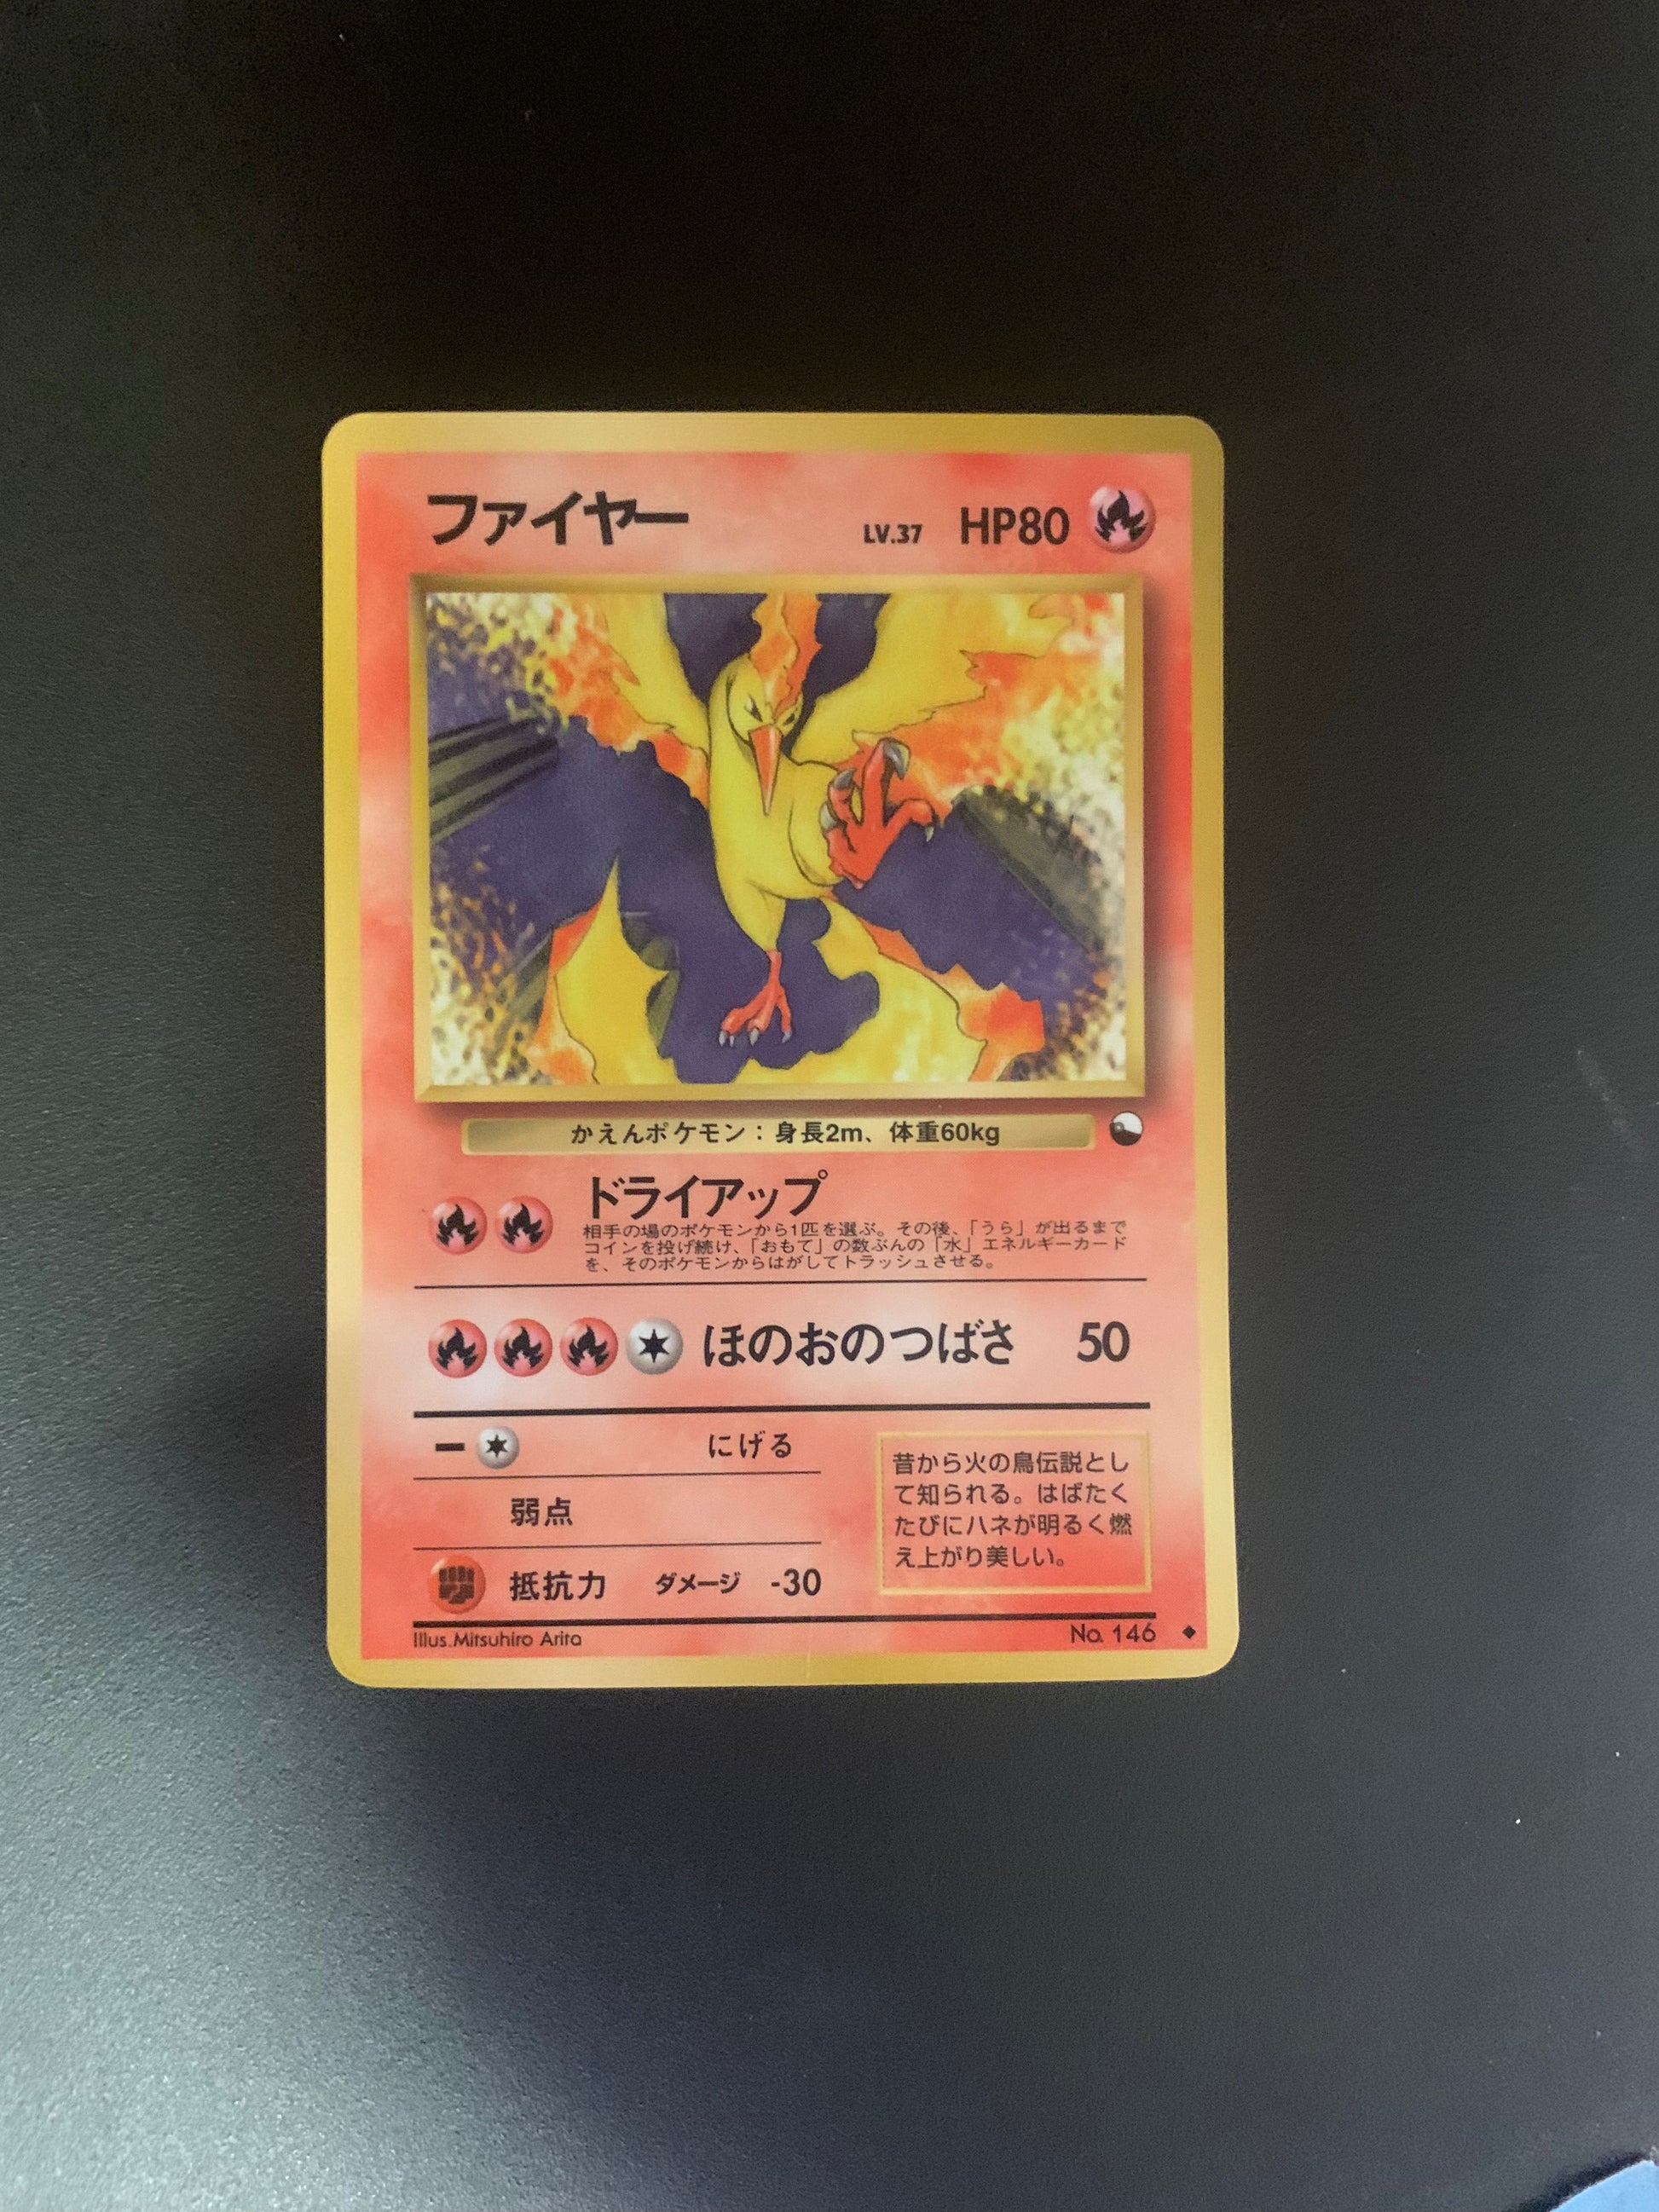 ファイヤー LV.37 HP80
かえんポケモン：身長2m、体重60kg
ドライアップ
相手の場のポケモンから1匹を選ぶ。その後、「うら」が出るまで
コインを投げ続け、「おもて」の数ぶんの「水」エネルギーカード
を、そのポケモンからはがしてトラッシュさせる。
ほのおのつばさ 50
にげる
弱点
抵抗力 ダメージ -30
昔から火の鳥伝説とし
て知られる。はばたく
たびにハネが明るく燃
え上がり美しい。
Illus.Mitsuhiro Arita
No. 146